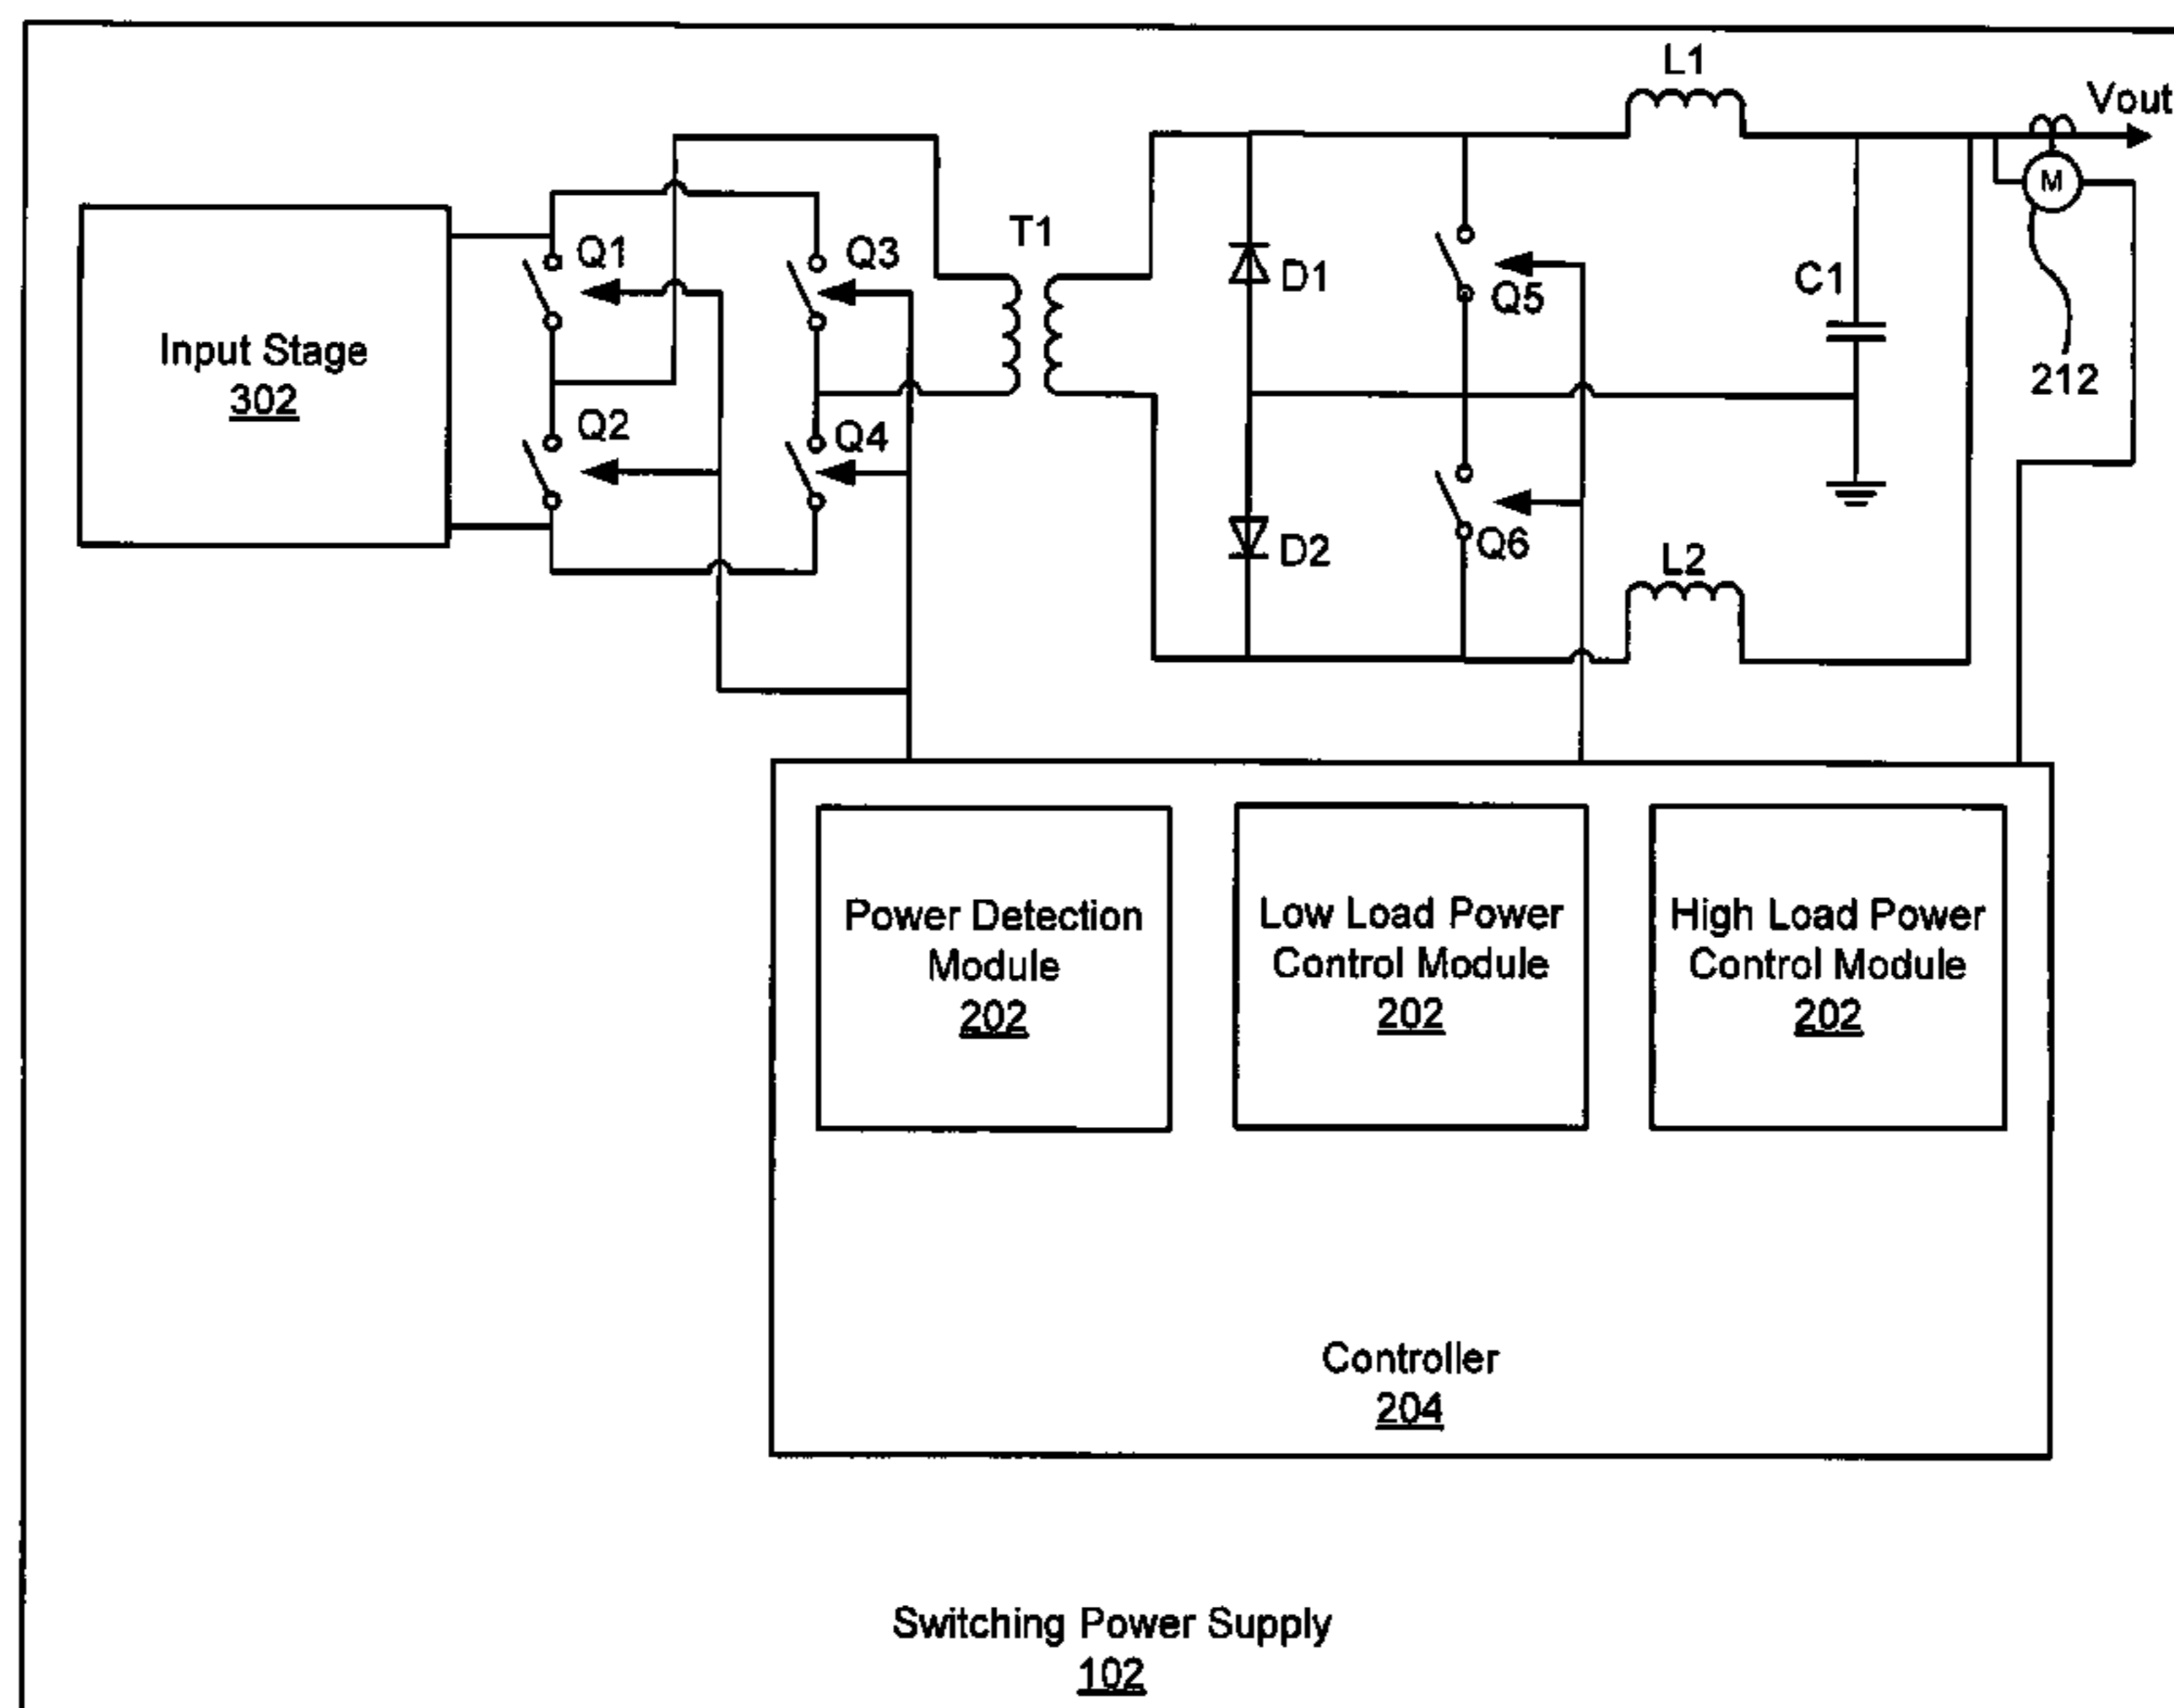 L1
Vout
M
Q1
Q3
T1
Input Stage
302
D1
Q5
C1
212
Q2
Q4
D2
Q6
L2
Power Detection
Module
202
Low Load Power
Control Module
202
High Load Power
Control Module
202
Controller
204
Switching Power Supply
102